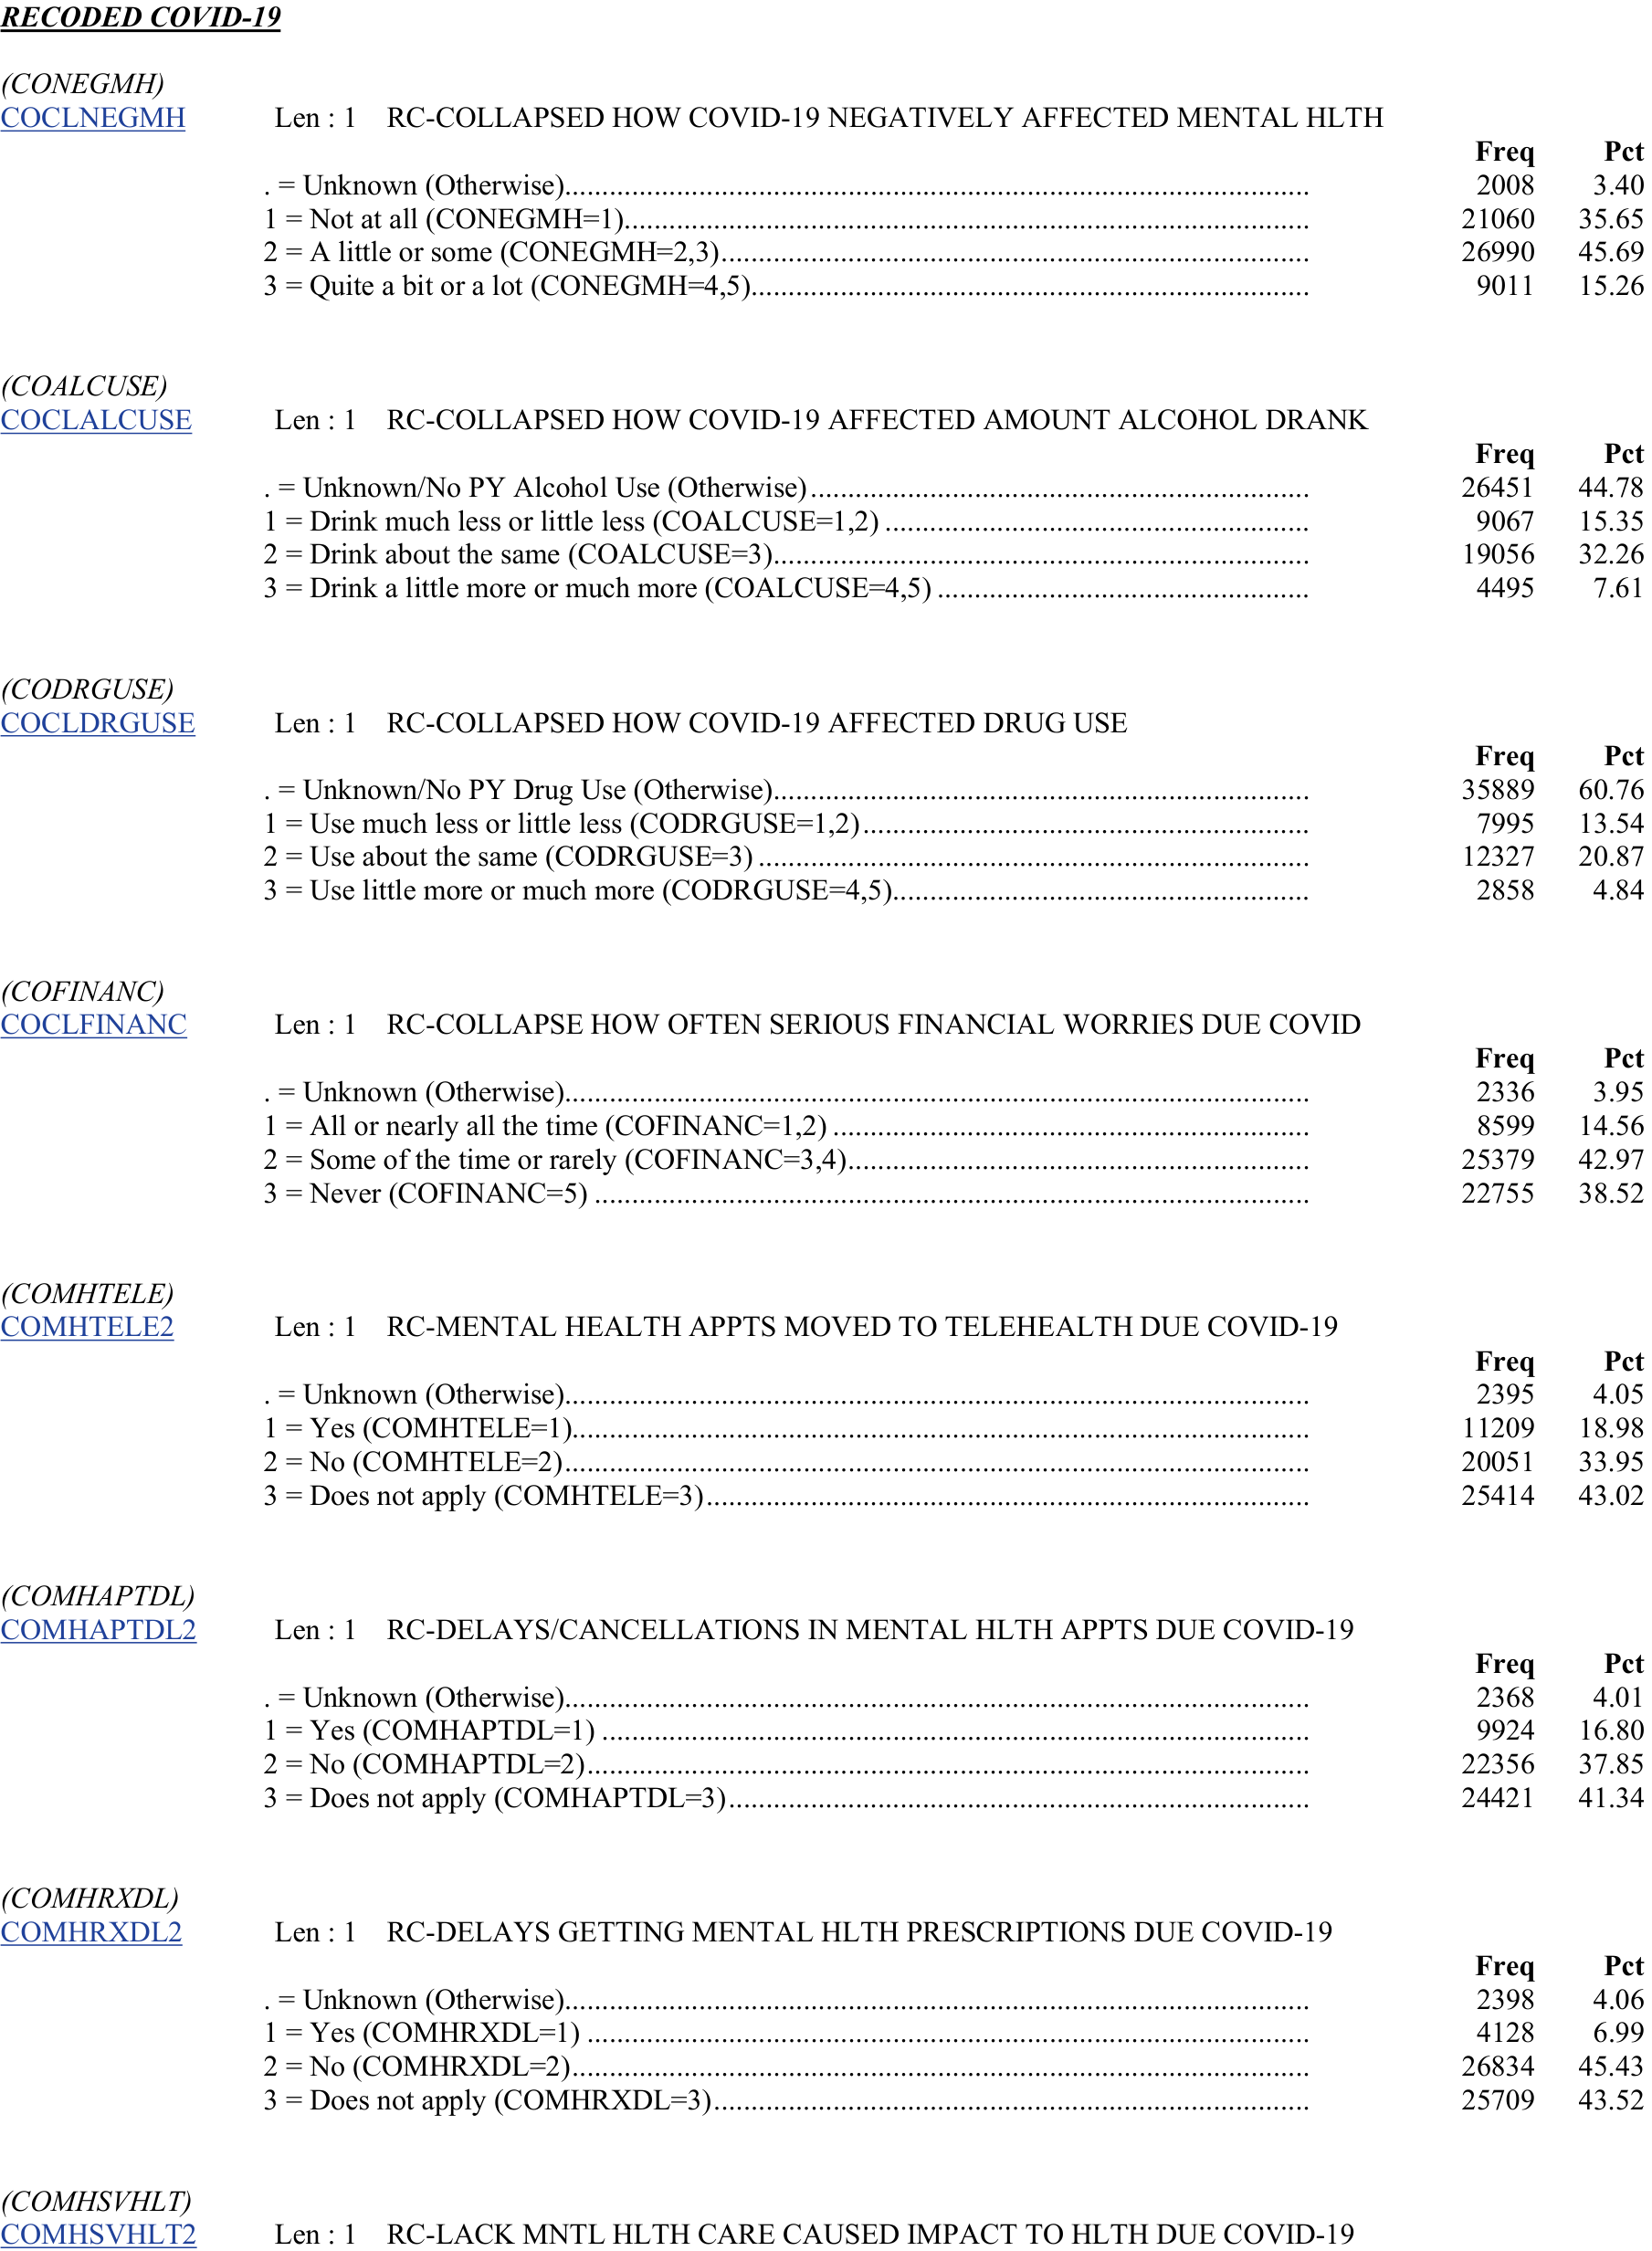 RECODED COVID-19
(CONEGMH)
COCLNEGMH Len : 1 RC-COLLAPSED HOW COVID-19 NEGATIVELY AFFECTED MENTAL HLTH
Freq Pct
. = Unknown (Otherwise)........................................................................... 2008 3.40
1 = Not at all (CONEGMH=1)........................................................................... 21060 35.65
2 = A little or some (CONEGMH=2,3)........................................................................... 26990 45.69
3 = Quite a bit or a lot (CONEGMH=4,5)........................................................................... 9011 15.26
(COALCUSE)
COCLALCUSE Len : 1 RC-COLLAPSED HOW COVID-19 AFFECTED AMOUNT ALCOHOL DRANK
Freq Pct
. = Unknown/No PY Alcohol Use (Otherwise)........................................................................... 26451 44.78
1 = Drink much less or little less (COALCUSE=1,2) ........................................................................... 9067 15.35
2 = Drink about the same (COALCUSE=3)........................................................................... 19056 32.26
3 = Drink a little more or much more (COALCUSE=4,5) ........................................................................... 4495 7.61
(CODRGUSE)
COCLDRGUSE Len : 1 RC-COLLAPSED HOW COVID-19 AFFECTED DRUG USE
Freq Pct
. = Unknown/No PY Drug Use (Otherwise)........................................................................... 35889 60.76
1 = Use much less or little less (CODRGUSE=1,2)........................................................................... 7995 13.54
2 = Use about the same (CODRGUSE=3) ........................................................................... 12327 20.87
3 = Use little more or much more (CODRGUSE=4,5)........................................................................... 2858 4.84
(COFINANC)
COCLFINANC Len : 1 RC-COLLAPSE HOW OFTEN SERIOUS FINANCIAL WORRIES DUE COVID
Freq Pct
. = Unknown (Otherwise)........................................................................... 2336 3.95
1 = All or nearly all the time (COFINANC=1,2) ........................................................................... 8599 14.56
2 = Some of the time or rarely (COFINANC=3,4)........................................................................... 25379 42.97
3 = Never (COFINANC=5) ........................................................................... 22755 38.52
(COMHTELE)
COMHTELE2 Len : 1 RC-MENTAL HEALTH APPTS MOVED TO TELEHEALTH DUE COVID-19
Freq Pct
. = Unknown (Otherwise)........................................................................... 2395 4.05
1 = Yes (COMHTELE=1)........................................................................... 11209 18.98
2 = No (COMHTELE=2)........................................................................... 20051 33.95
3 = Does not apply (COMHTELE=3)........................................................................... 25414 43.02
(COMHAPTDL)
COMHAPTDL2 Len : 1 RC-DELAYS/CANCELLATIONS IN MENTAL HLTH APPTS DUE COVID-19
Freq Pct
. = Unknown (Otherwise)........................................................................... 2368 4.01
1 = Yes (COMHAPTDL=1) ........................................................................... 9924 16.80
2 = No (COMHAPTDL=2)........................................................................... 22356 37.85
3 = Does not apply (COMHAPTDL=3)........................................................................... 24421 41.34
(COMHRXDL)
COMHRXDL2 Len : 1 RC-DELAYS GETTING MENTAL HLTH PRESCRIPTIONS DUE COVID-19
Freq Pct
. = Unknown (Otherwise)........................................................................... 2398 4.06
1 = Yes (COMHRXDL=1) ........................................................................... 4128 6.99
2 = No (COMHRXDL=2)........................................................................... 26834 45.43
3 = Does not apply (COMHRXDL=3)........................................................................... 25709 43.52
(COMHSVHLT)
COMHSVHLT2 Len : 1 RC-LACK MNTL HLTH CARE CAUSED IMPACT TO HLTH DUE COVID-19